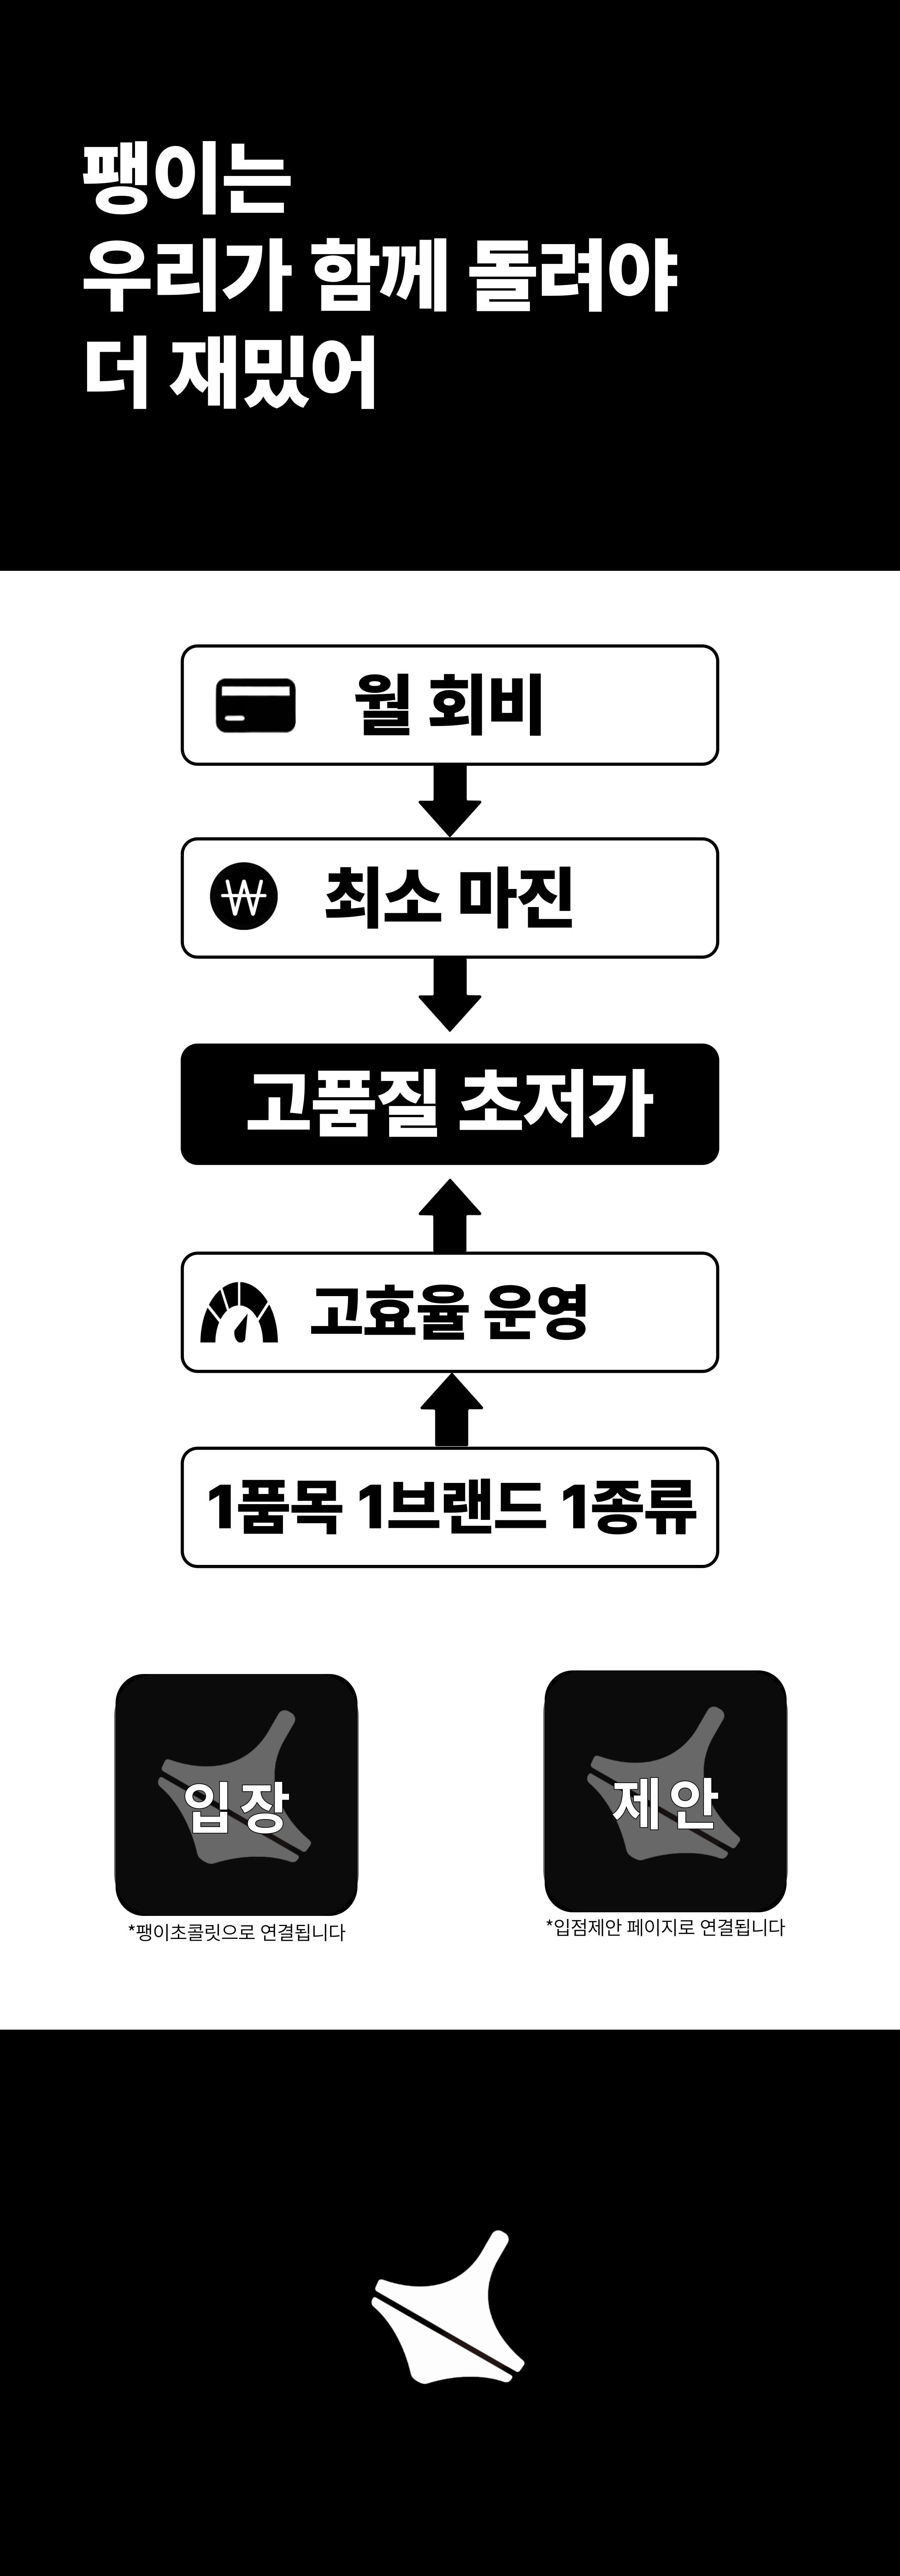 팽이는
우리가 함께 돌려야
더 재밌어
월 회비
₩
최소 마진
고품질 초저가
고효율 운영
1품목 1브랜드 1종류
입장
제안
*팽이초콜릿으로 연결됩니다
*입점제안 페이지로 연결됩니다